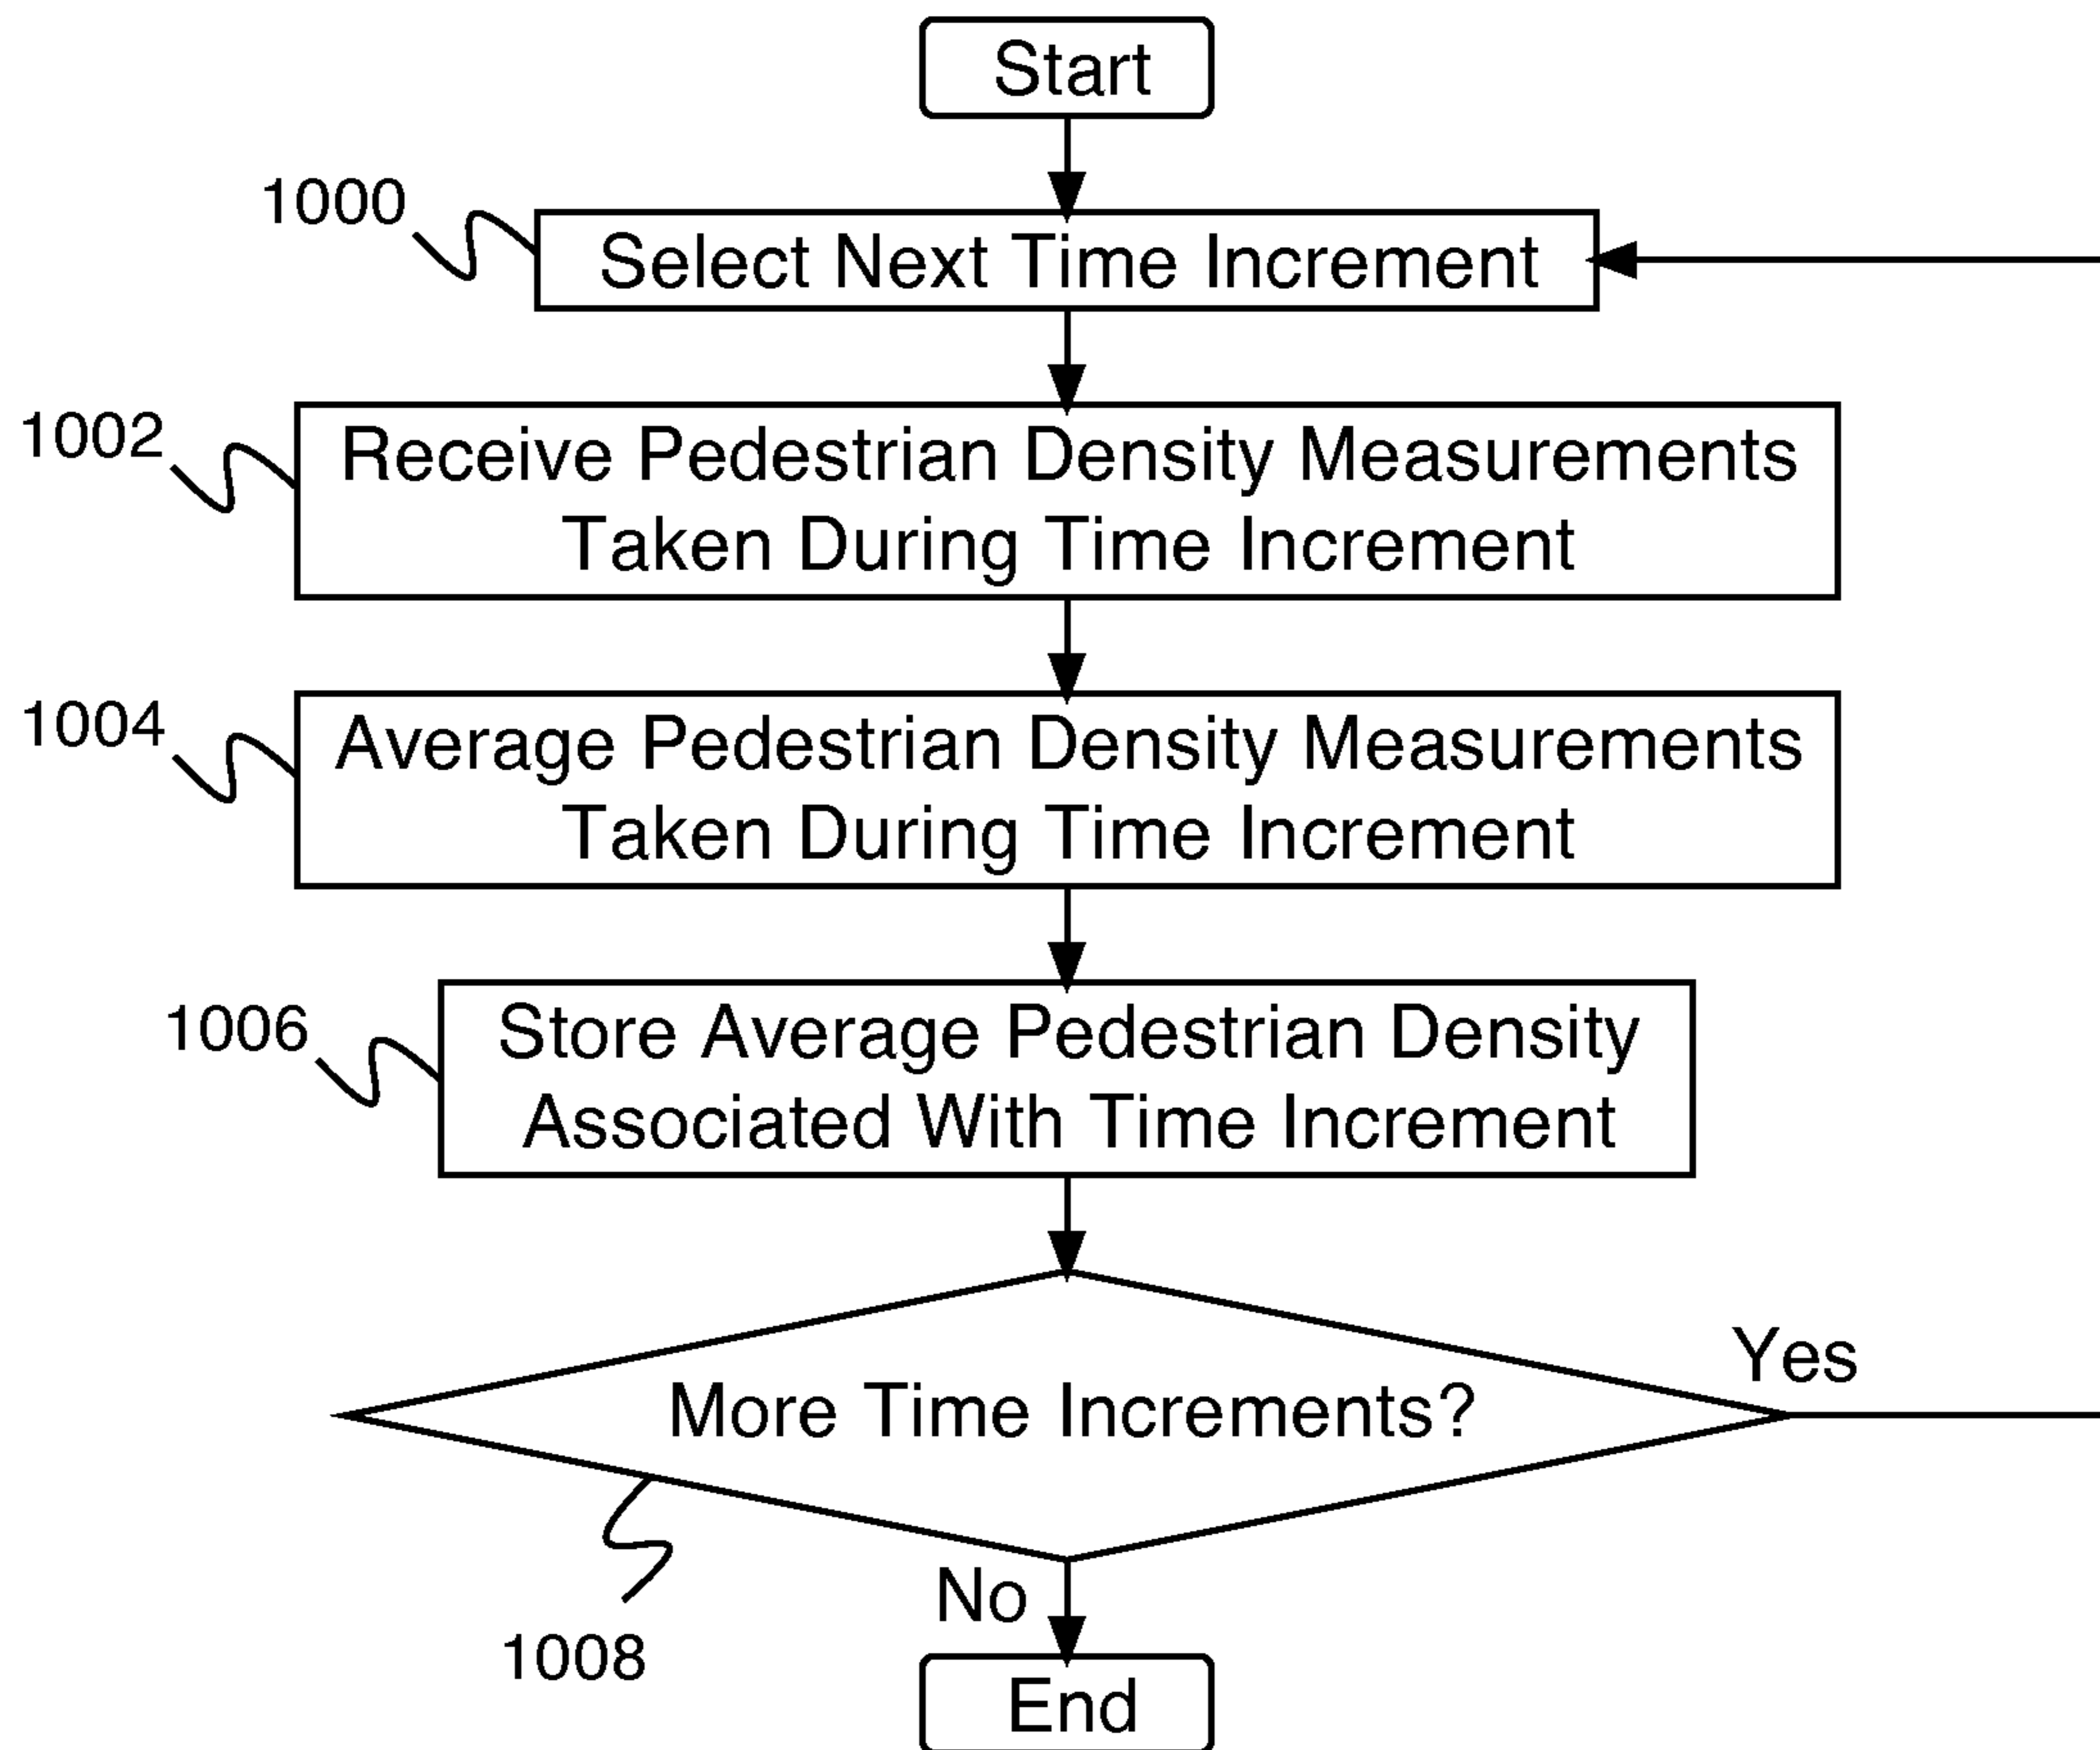 Start
1000
Select Next Time Increment
1002
Receive Pedestrian Density Measurements
Taken During Time Increment
1004
Average Pedestrian Density Measurements
Taken During Time Increment
1006
Store Average Pedestrian Density
Associated With Time Increment
More Time Increments?
Yes
No
1008
End